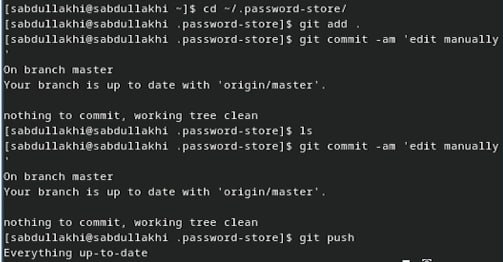 [sabdullakhi@sabdullakhi ~]$ cd ~/.password-store/
[sabdullakhi@sabdullakhi .password-store]$ git add .
[sabdullakhi@sabdullakhi .password-store]$ git commit -am 'edit manually
'
On branch master
Your branch is up to date with 'origin/master'.
nothing to commit, working tree clean
[sabdullakhi@sabdullakhi .password-store]$ ls
[sabdullakhi@sabdullakhi .password-store]$ git commit -am 'edit manually
'
On branch master
Your branch is up to date with 'origin/master'.
nothing to commit, working tree clean
[sabdullakhi@sabdullakhi .password-store]$ git push
Everything up-to-date